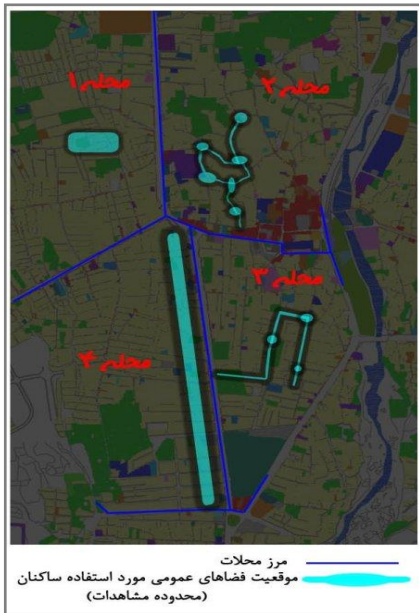 محله ۱
محله ۲
محله ۳
محله ۴
مرز محلات
موقعیت فضاهای عمومی مورد استفاده ساکنان
(محدوده مشاهدات)